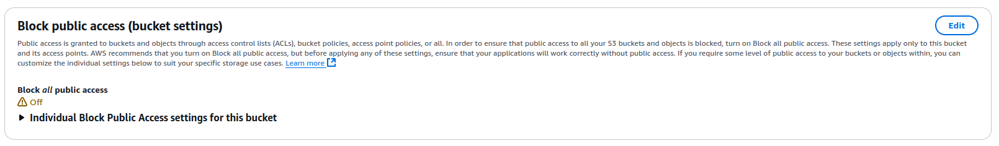 Block public access (bucket settings)
Edit
Public access is granted to buckets and objects through access control lists (ACLs), bucket policies, access point policies, or all. In order to ensure that public access to all your S3 buckets and objects is blocked, turn on Block all public access. These settings apply only to this bucket
and its access points. AWS recommends that you turn on Block all public access, but before applying any of these settings, ensure that your applications will work correctly without public access. If you require some level of public access to your buckets or objects within, you can
customize the individual settings below to suit your specific storage use cases. Learn more
Block all public access
Off
Individual Block Public Access settings for this bucket